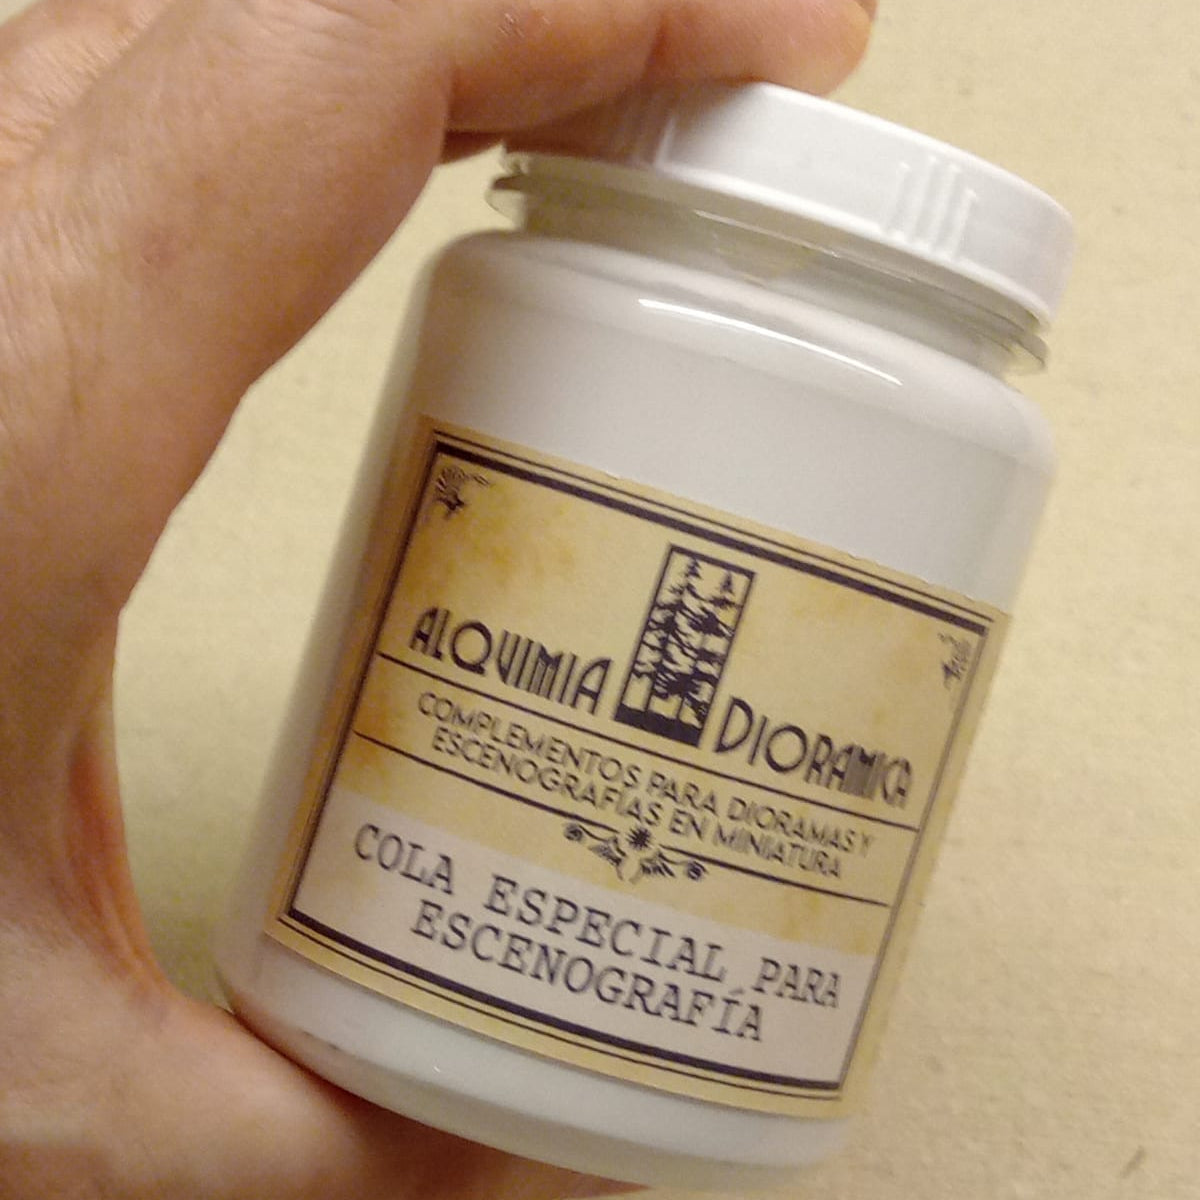 ALQUIMIA DIORAMICA
COMPLEMENTOS PARA DIORAMAS Y
ESCENOGRAFÍAS EN MINIATURA
COLA ESPECIAL PARA
ESCENOGRAFÍA